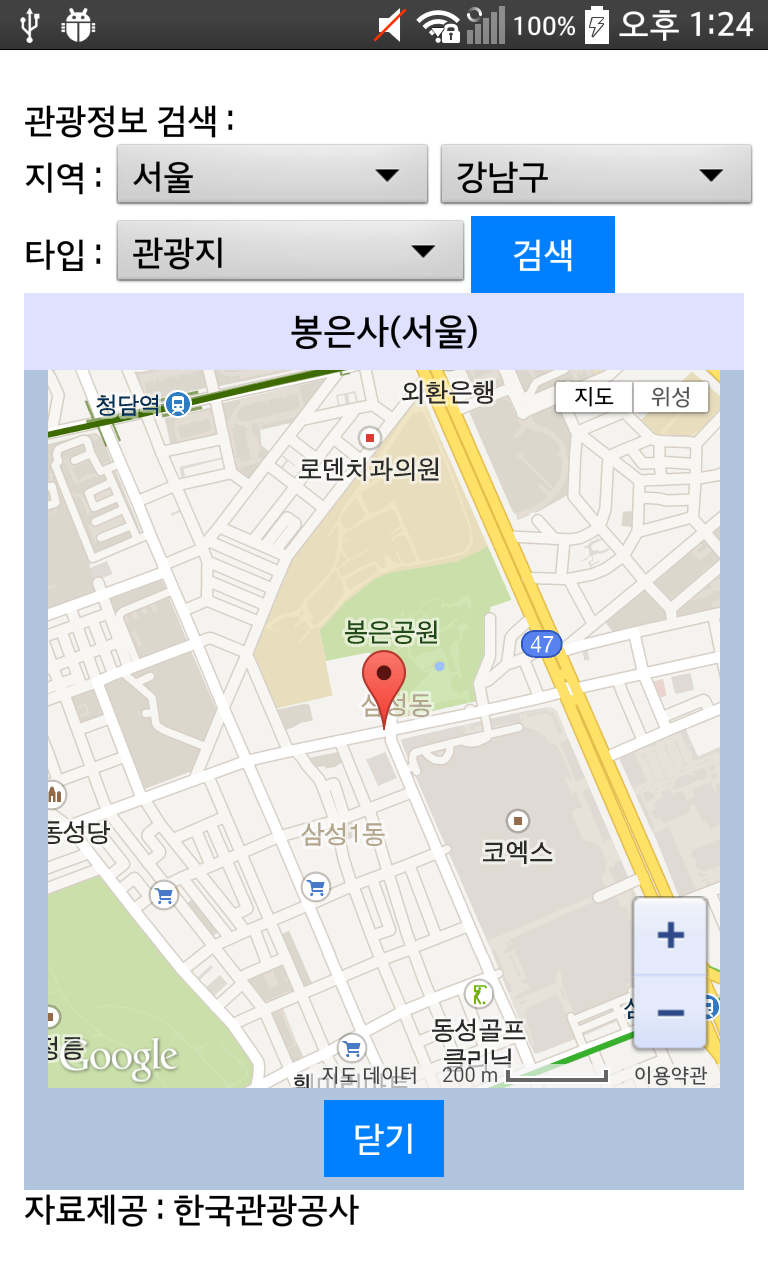 100% 오후 1:24
관광정보 검색 :
지역 : 서울 강남구
타입 : 관광지 검색
봉은사(서울)
외환은행
지도 위성
청담역
로덴치과의원
봉은공원
47
삼성동
동성당
삼성1동
코엑스
+
동성골프
클리닉
−
Google
지도 데이터 200 m 이용약관
닫기
자료제공 : 한국관광공사